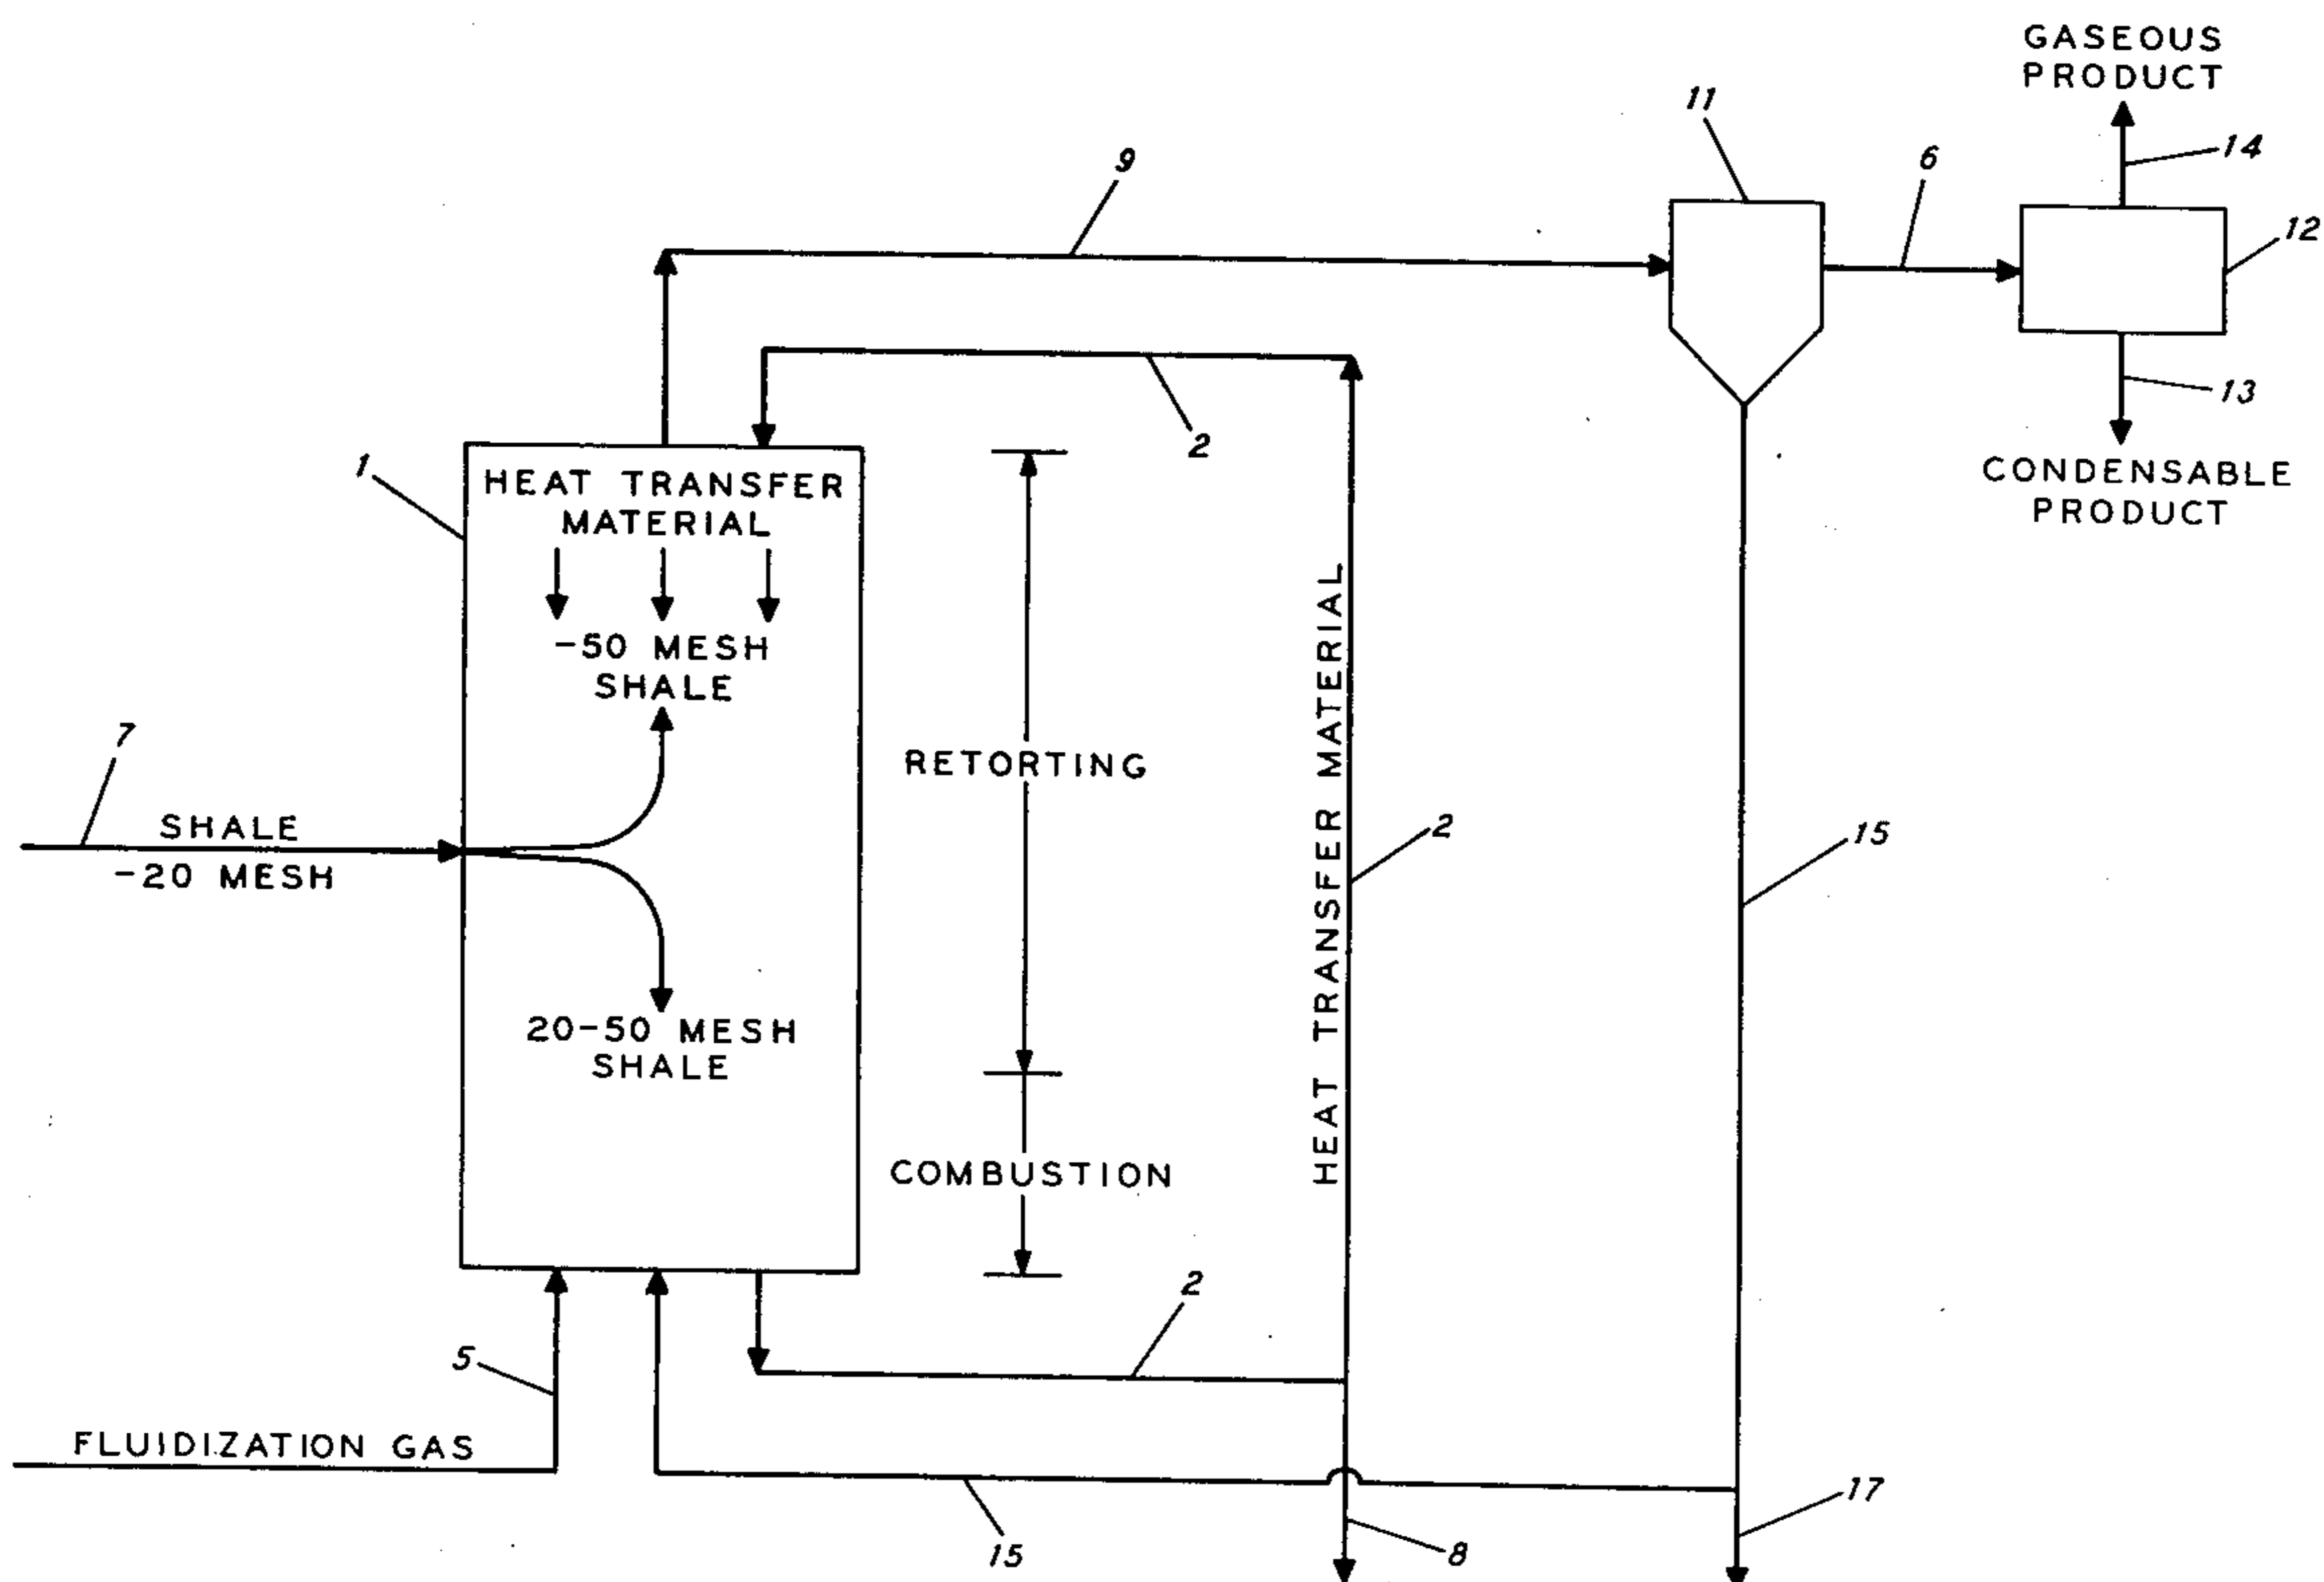 GASEOUS
PRODUCT
11
14
9
6
12
13
2
CONDENSABLE
PRODUCT
1
HEAT TRANSFER
MATERIAL
-50 MESH
SHALE
7
RETORTING
HEAT TRANSFER MATERIAL
2
15
SHALE
-20 MESH
20-50 MESH
SHALE
COMBUSTION
2
5
FLUIDIZATION GAS
17
15
8